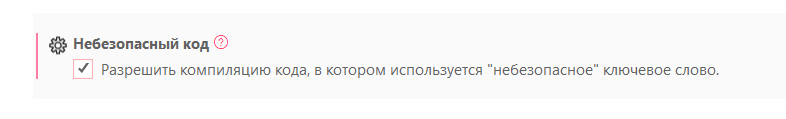 Небезопасный код
Разрешить компиляцию кода, в котором используется "небезопасное" ключевое слово.